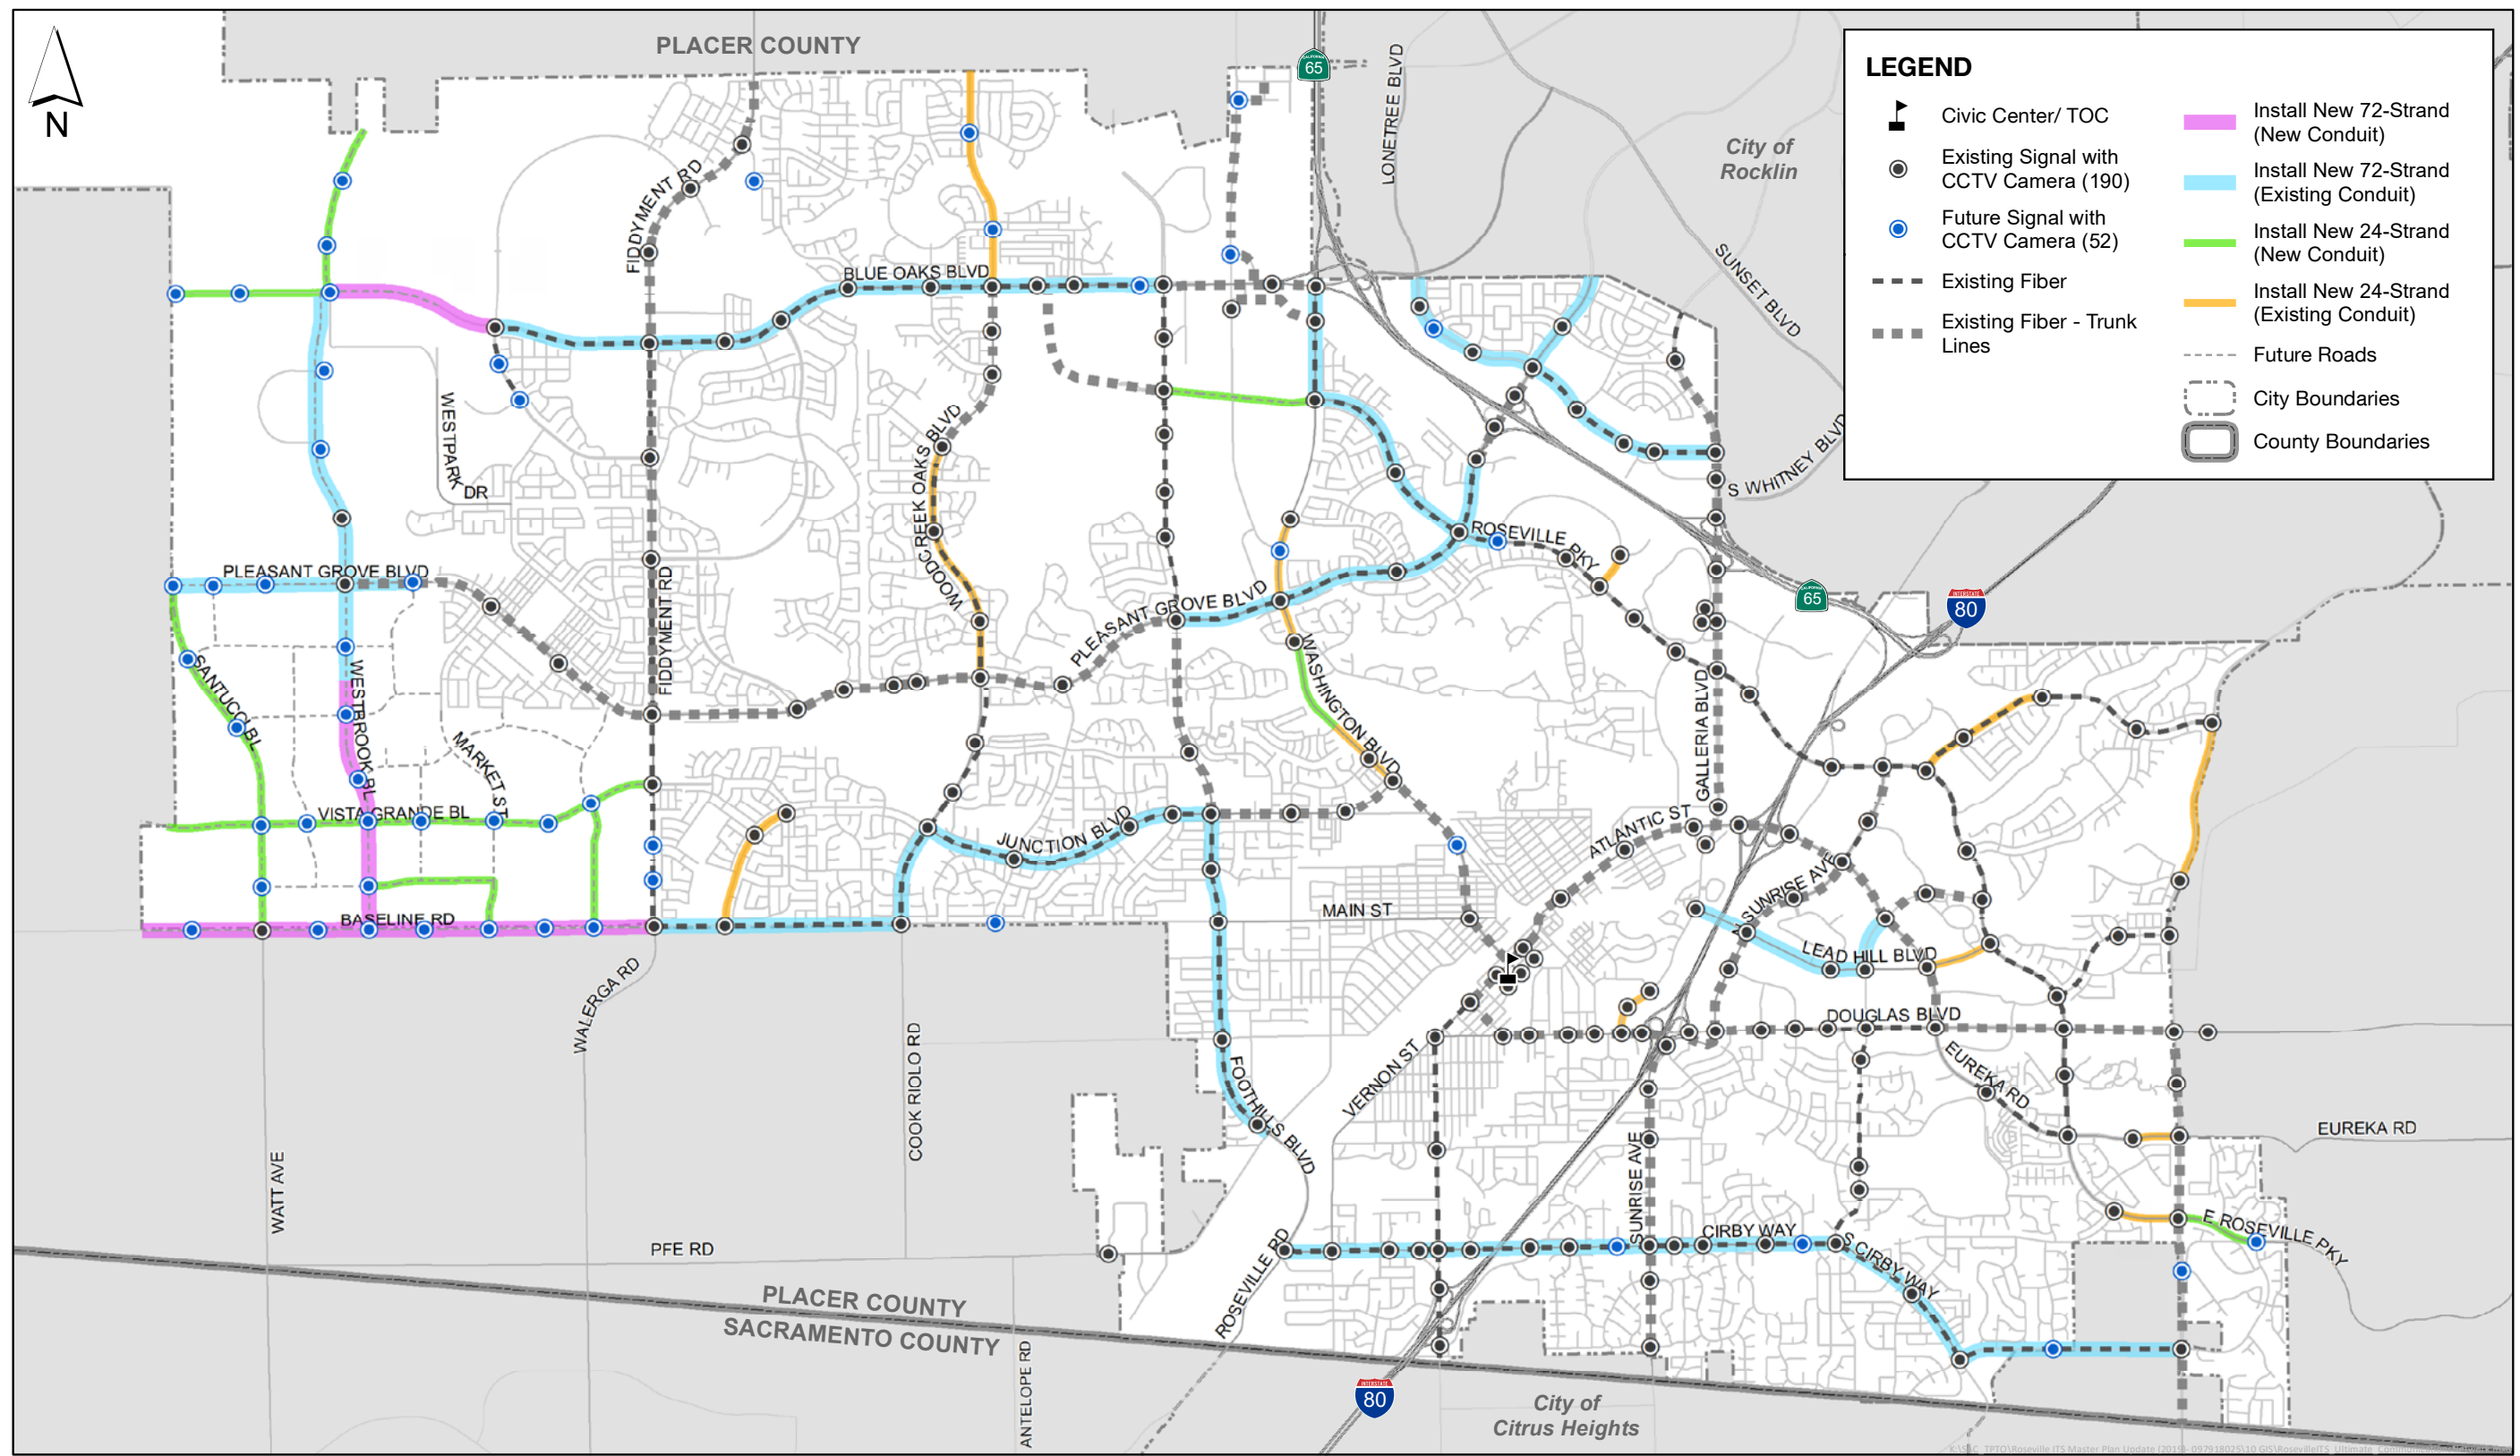 PLACER COUNTY
65
LONETREE BLVD
City of
Rocklin
N
FIDDYMENT RD
SUNSET BLVD
BLUE OAKS BLVD
LEGEND
Civic Center/ TOC
Existing Signal with
CCTV Camera (190)
Future Signal with
CCTV Camera (52)
Existing Fiber
Existing Fiber - Trunk
Lines
Install New 72-Strand
(New Conduit)
Install New 72-Strand
(Existing Conduit)
Install New 24-Strand
(New Conduit)
Install New 24-Strand
(Existing Conduit)
Future Roads
City Boundaries
County Boundaries
WESTPARK DR
WOODCREEK OAKS BLVD
S WHITNEY BLVD
ROSEVILLE PKY
PLEASANT GROVE BLVD
FIDDYMENT RD
PLEASANT GROVE BLVD
65
INTERSTATE
80
SANTUCCI BL
WESTBROOK BL
MARKET ST
WASHINGTON BLVD
GALLERIA BLVD
VISTA GRANDE BL
JUNCTION BLVD
ATLANTIC ST
SUNRISE AVE
BASELINE RD
MAIN ST
LEAD HILL BLVD
WALERGA RD
COOK RIOLO RD
DOUGLAS BLVD
VERNON ST
EUREKA RD
FOOTHILLS BLVD
EUREKA RD
WATT AVE
SUNRISE AVE
CIRBY WAY
E ROSEVILLE PKY
PFE RD
ROSEVILLE RD
S CIRBY WAY
PLACER COUNTY
SACRAMENTO COUNTY
ANTELOPE RD
INTERSTATE
80
City of
Citrus Heights